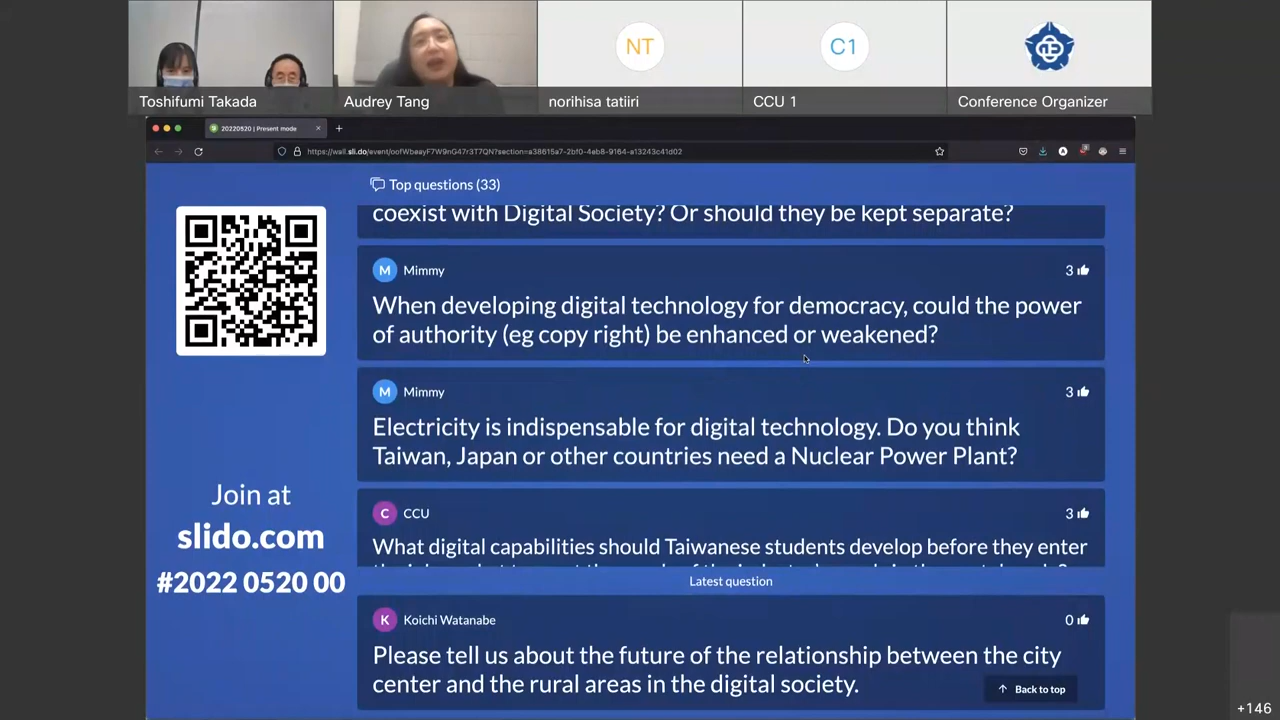 NT
C1
Toshifumi Takada
Audrey Tang
norihisa tatiiri
CCU 1
Conference Organizer
20220520 | Present mode
Top questions (33)
coexist with Digital Society? Or should they be kept separate?
M Mimmy 3
When developing digital technology for democracy, could the power
of authority (eg copy right) be enhanced or weakened?
M Mimmy 3
Electricity is indispensable for digital technology. Do you think
Taiwan, Japan or other countries need a Nuclear Power Plant?
C CCU 3
What digital capabilities should Taiwanese students develop before they enter
Latest question
K Koichi Watanabe 0
Please tell us about the future of the relationship between the city
center and the rural areas in the digital society.
Back to top
Join at
slido.com
#2022 0520 00
+146